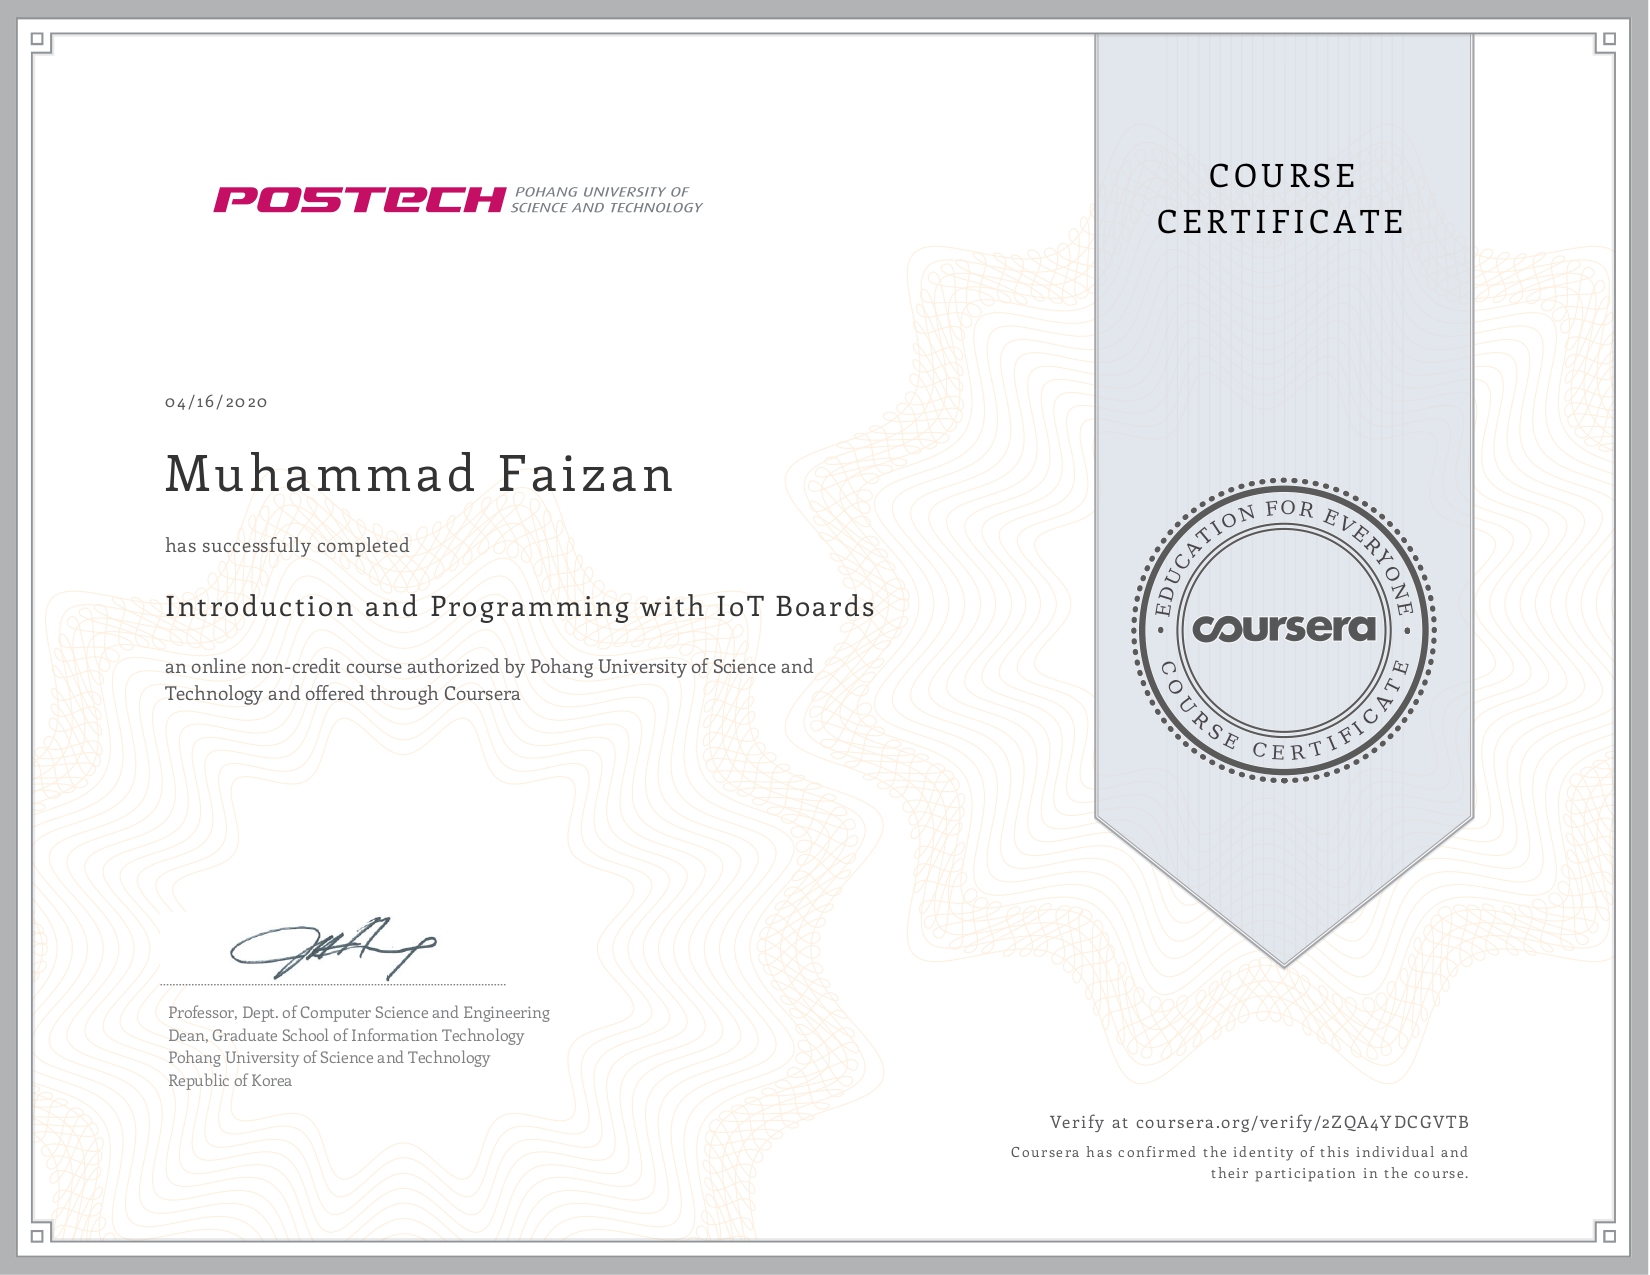 POSTECH POHANG UNIVERSITY OF
SCIENCE AND TECHNOLOGY
COURSE
CERTIFICATE
04/16/2020
Muhammad Faizan
has successfully completed
Introduction and Programming with IoT Boards
an online non-credit course authorized by Pohang University of Science and
Technology and offered through Coursera
EDUCATION FOR EVERYONE
coursera
COURSE CERTIFICATE
Professor, Dept. of Computer Science and Engineering
Dean, Graduate School of Information Technology
Pohang University of Science and Technology
Republic of Korea
Verify at coursera.org/verify/2ZQA4YDCGVTB
Coursera has confirmed the identity of this individual and
their participation in the course.